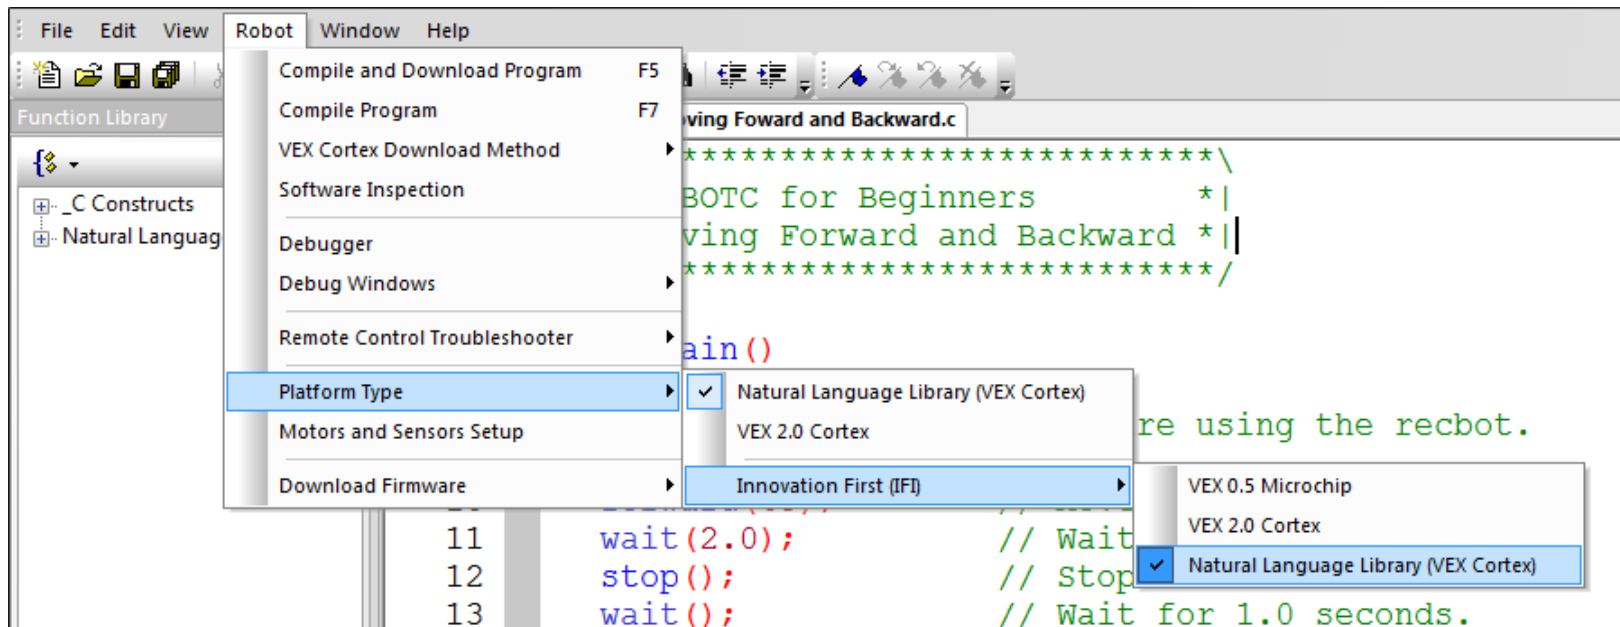 File Edit View Robot Window Help
Compile and Download Program F5
Function Library
Compile Program F7
ving Foward and Backward.c
VEX Cortex Download Method
****************************\
_C Constructs
Software Inspection
BOTC for Beginners *|
Natural Languag
Debugger
ving Forward and Backward *|
Debug Windows
****************************/
Remote Control Troubleshooter
ain()
Platform Type
Natural Language Library (VEX Cortex)
Motors and Sensors Setup
VEX 2.0 Cortex
re using the recbot.
Download Firmware
Innovation First (IFI)
VEX 0.5 Microchip
VEX 2.0 Cortex
11 wait(2.0); // Wait
Natural Language Library (VEX Cortex)
12 stop(); // Stop
13 wait(); // Wait for 1.0 seconds.